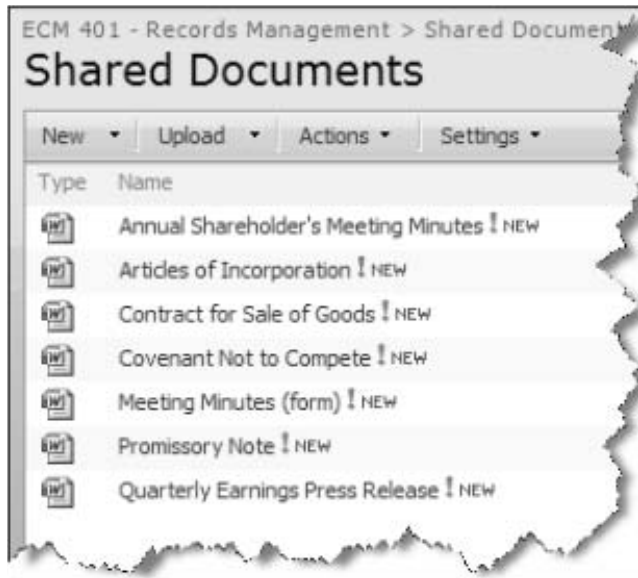 ECM 401 - Records Management > Shared Document
Shared Documents
New Upload Actions Settings
Type Name
Annual Shareholder's Meeting Minutes ! NEW
Articles of Incorporation ! NEW
Contract for Sale of Goods ! NEW
Covenant Not to Compete ! NEW
Meeting Minutes (form) ! NEW
Promissory Note ! NEW
Quarterly Earnings Press Release ! NEW